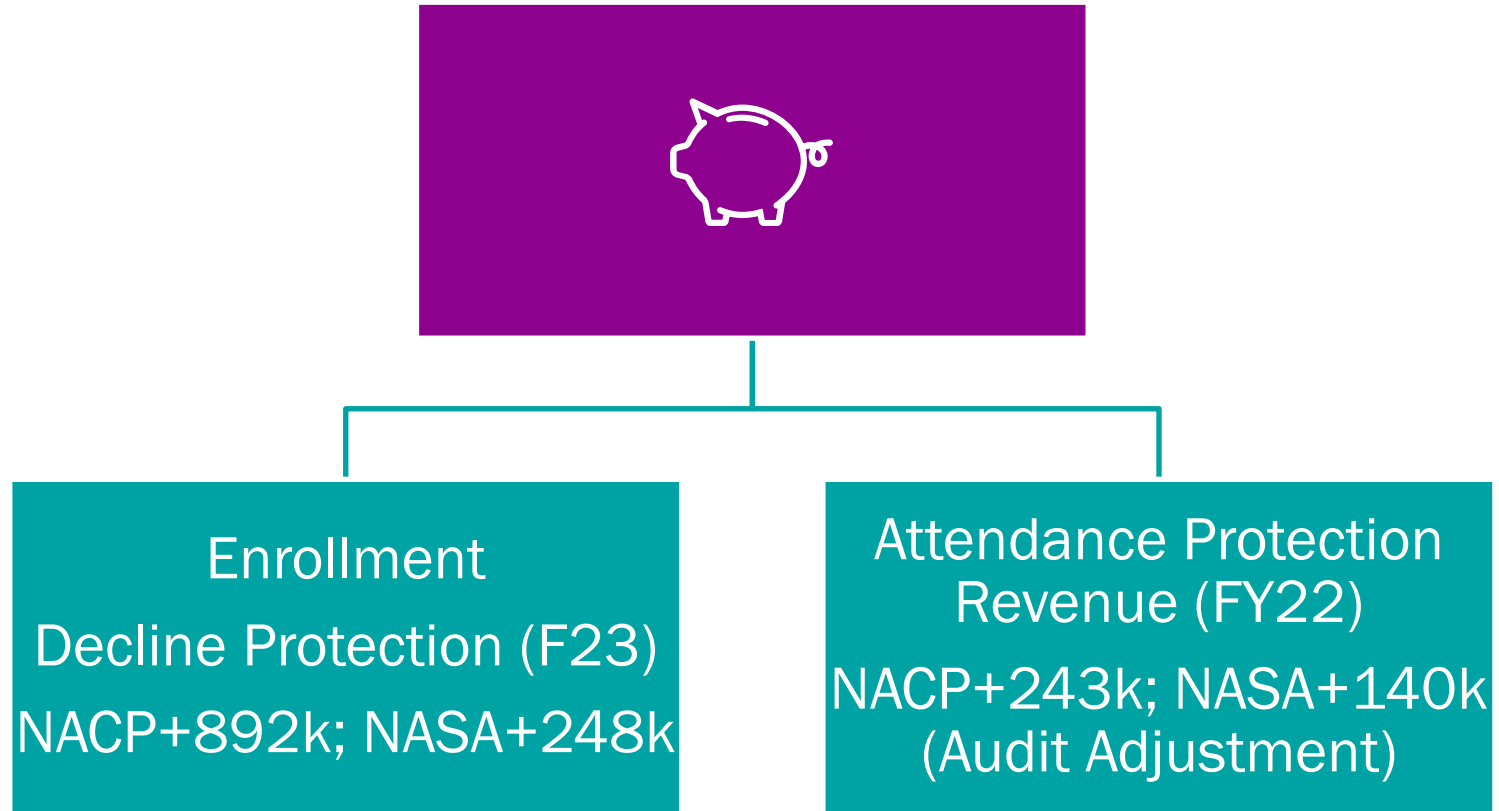 Enrollment
Decline Protection (F23)
NACP+892k; NASA+248k
Attendance Protection
Revenue (FY22)
NACP+243k; NASA+140k
(Audit Adjustment)